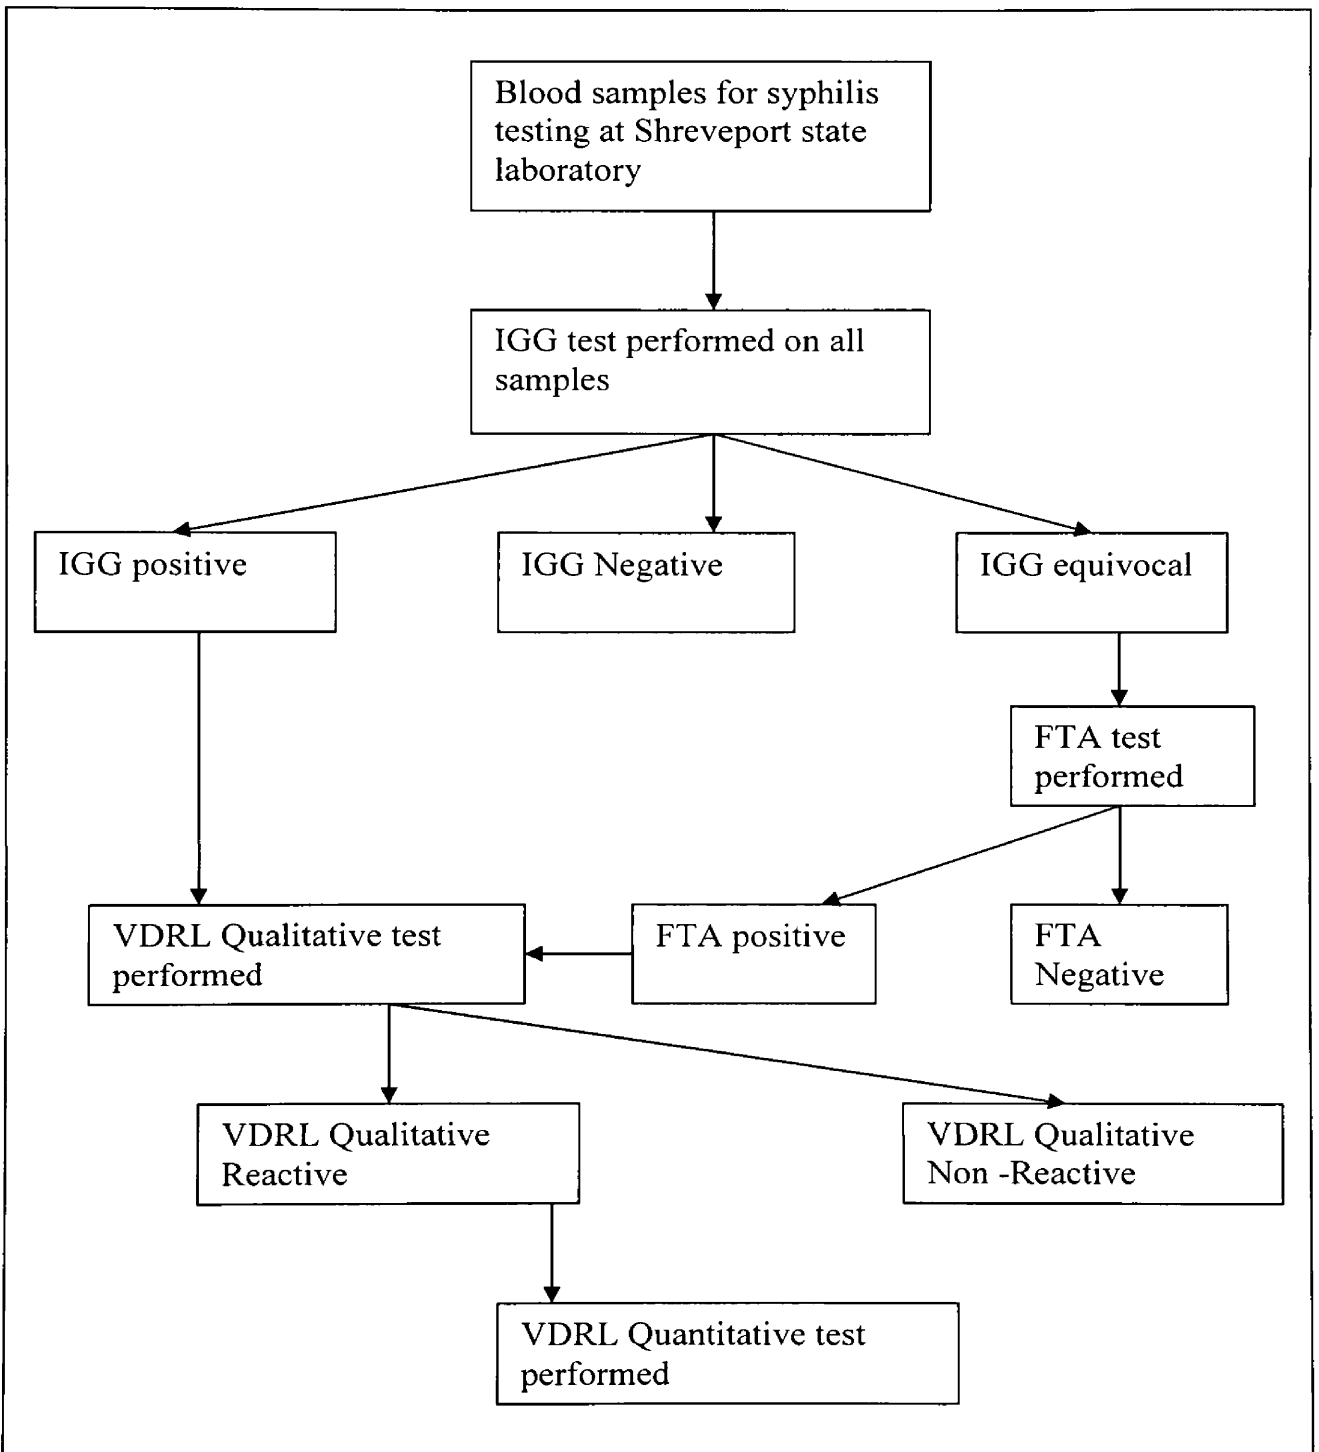 Blood samples for syphilis
testing at Shreveport state
laboratory
IGG test performed on all
samples
IGG positive
IGG Negative
IGG equivocal
FTA test
performed
VDRL Qualitative test
performed
FTA positive
FTA
Negative
VDRL Qualitative
Reactive
VDRL Qualitative
Non -Reactive
VDRL Quantitative test
performed